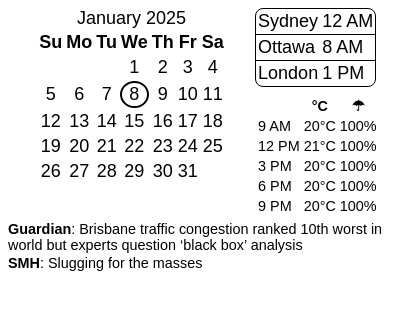 January 2025
Su Mo Tu We Th Fr Sa
1 2 3 4
5 6 7 8 9 10 11
12 13 14 15 16 17 18
19 20 21 22 23 24 25
26 27 28 29 30 31
Sydney 12 AM
Ottawa 8 AM
London 1 PM
°C ☂
9 AM 20°C 100%
12 PM 21°C 100%
3 PM 20°C 100%
6 PM 20°C 100%
9 PM 20°C 100%
Guardian: Brisbane traffic congestion ranked 10th worst in
world but experts question ‘black box’ analysis
SMH: Slugging for the masses